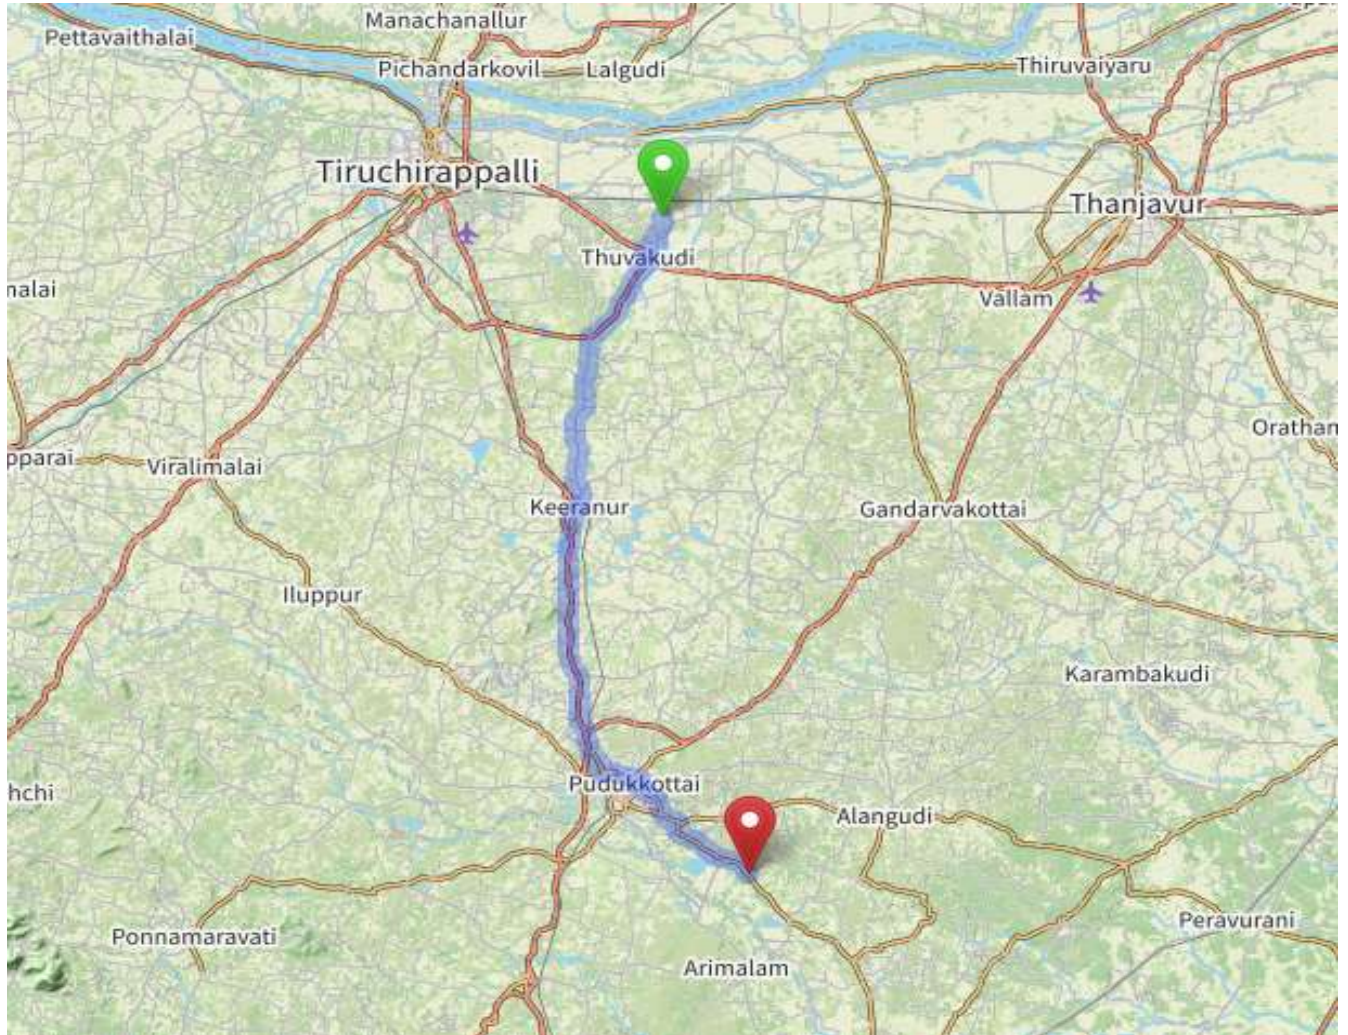 Manachanallur
Pettavaithalai
Pichandarkovil
Lalgudi
Thiruvaiyaru
Tiruchirappalli
Thanjavur
Thuvakudi
nalai
Vallam
Orathan
pparai
Viralimalai
Keeranur
Gandarvakottai
Iluppur
Karambakudi
Pudukkottai
hchi
Alangudi
Peravurani
Ponnamaravati
Arimalam